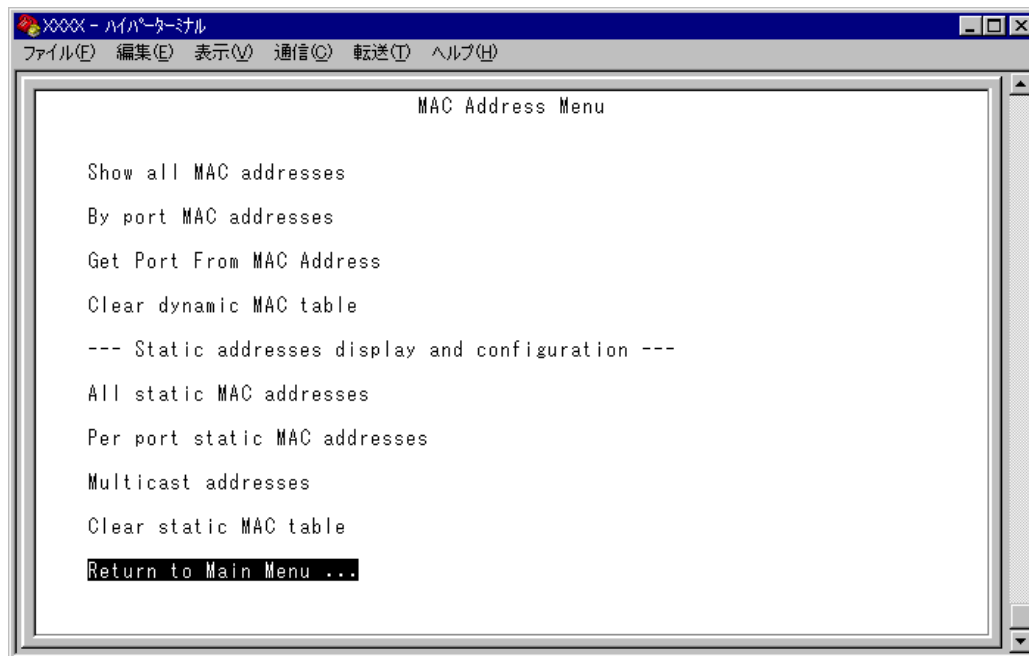 XXXX - ハイパーターミナル
ファイル(F) 編集(E) 表示(V) 通信(C) 転送(T) ヘルプ(H)
MAC Address Menu
Show all MAC addresses
By port MAC addresses
Get Port From MAC Address
Clear dynamic MAC table
--- Static addresses display and configuration ---
All static MAC addresses
Per port static MAC addresses
Multicast addresses
Clear static MAC table
Return to Main Menu ...